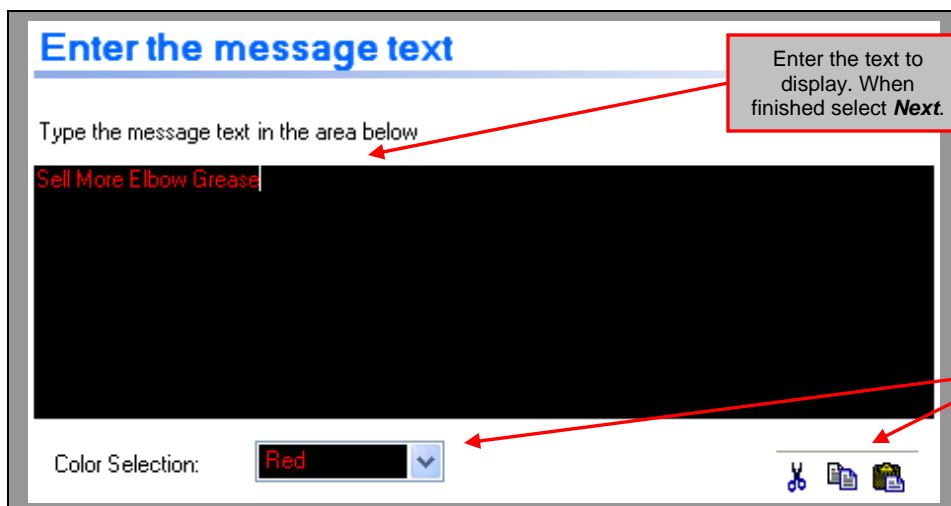 Enter the message text
Enter the text to
display. When
finished select Next.
Type the message text in the area below
Sell More Elbow Grease
Color Selection:
Red